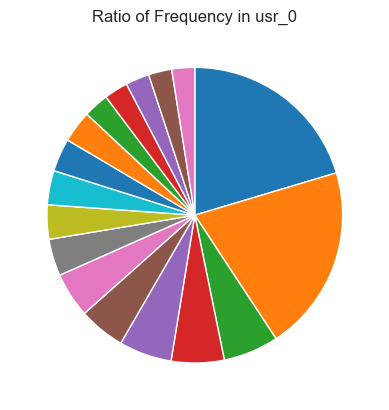 Ratio of Frequency in usr_0